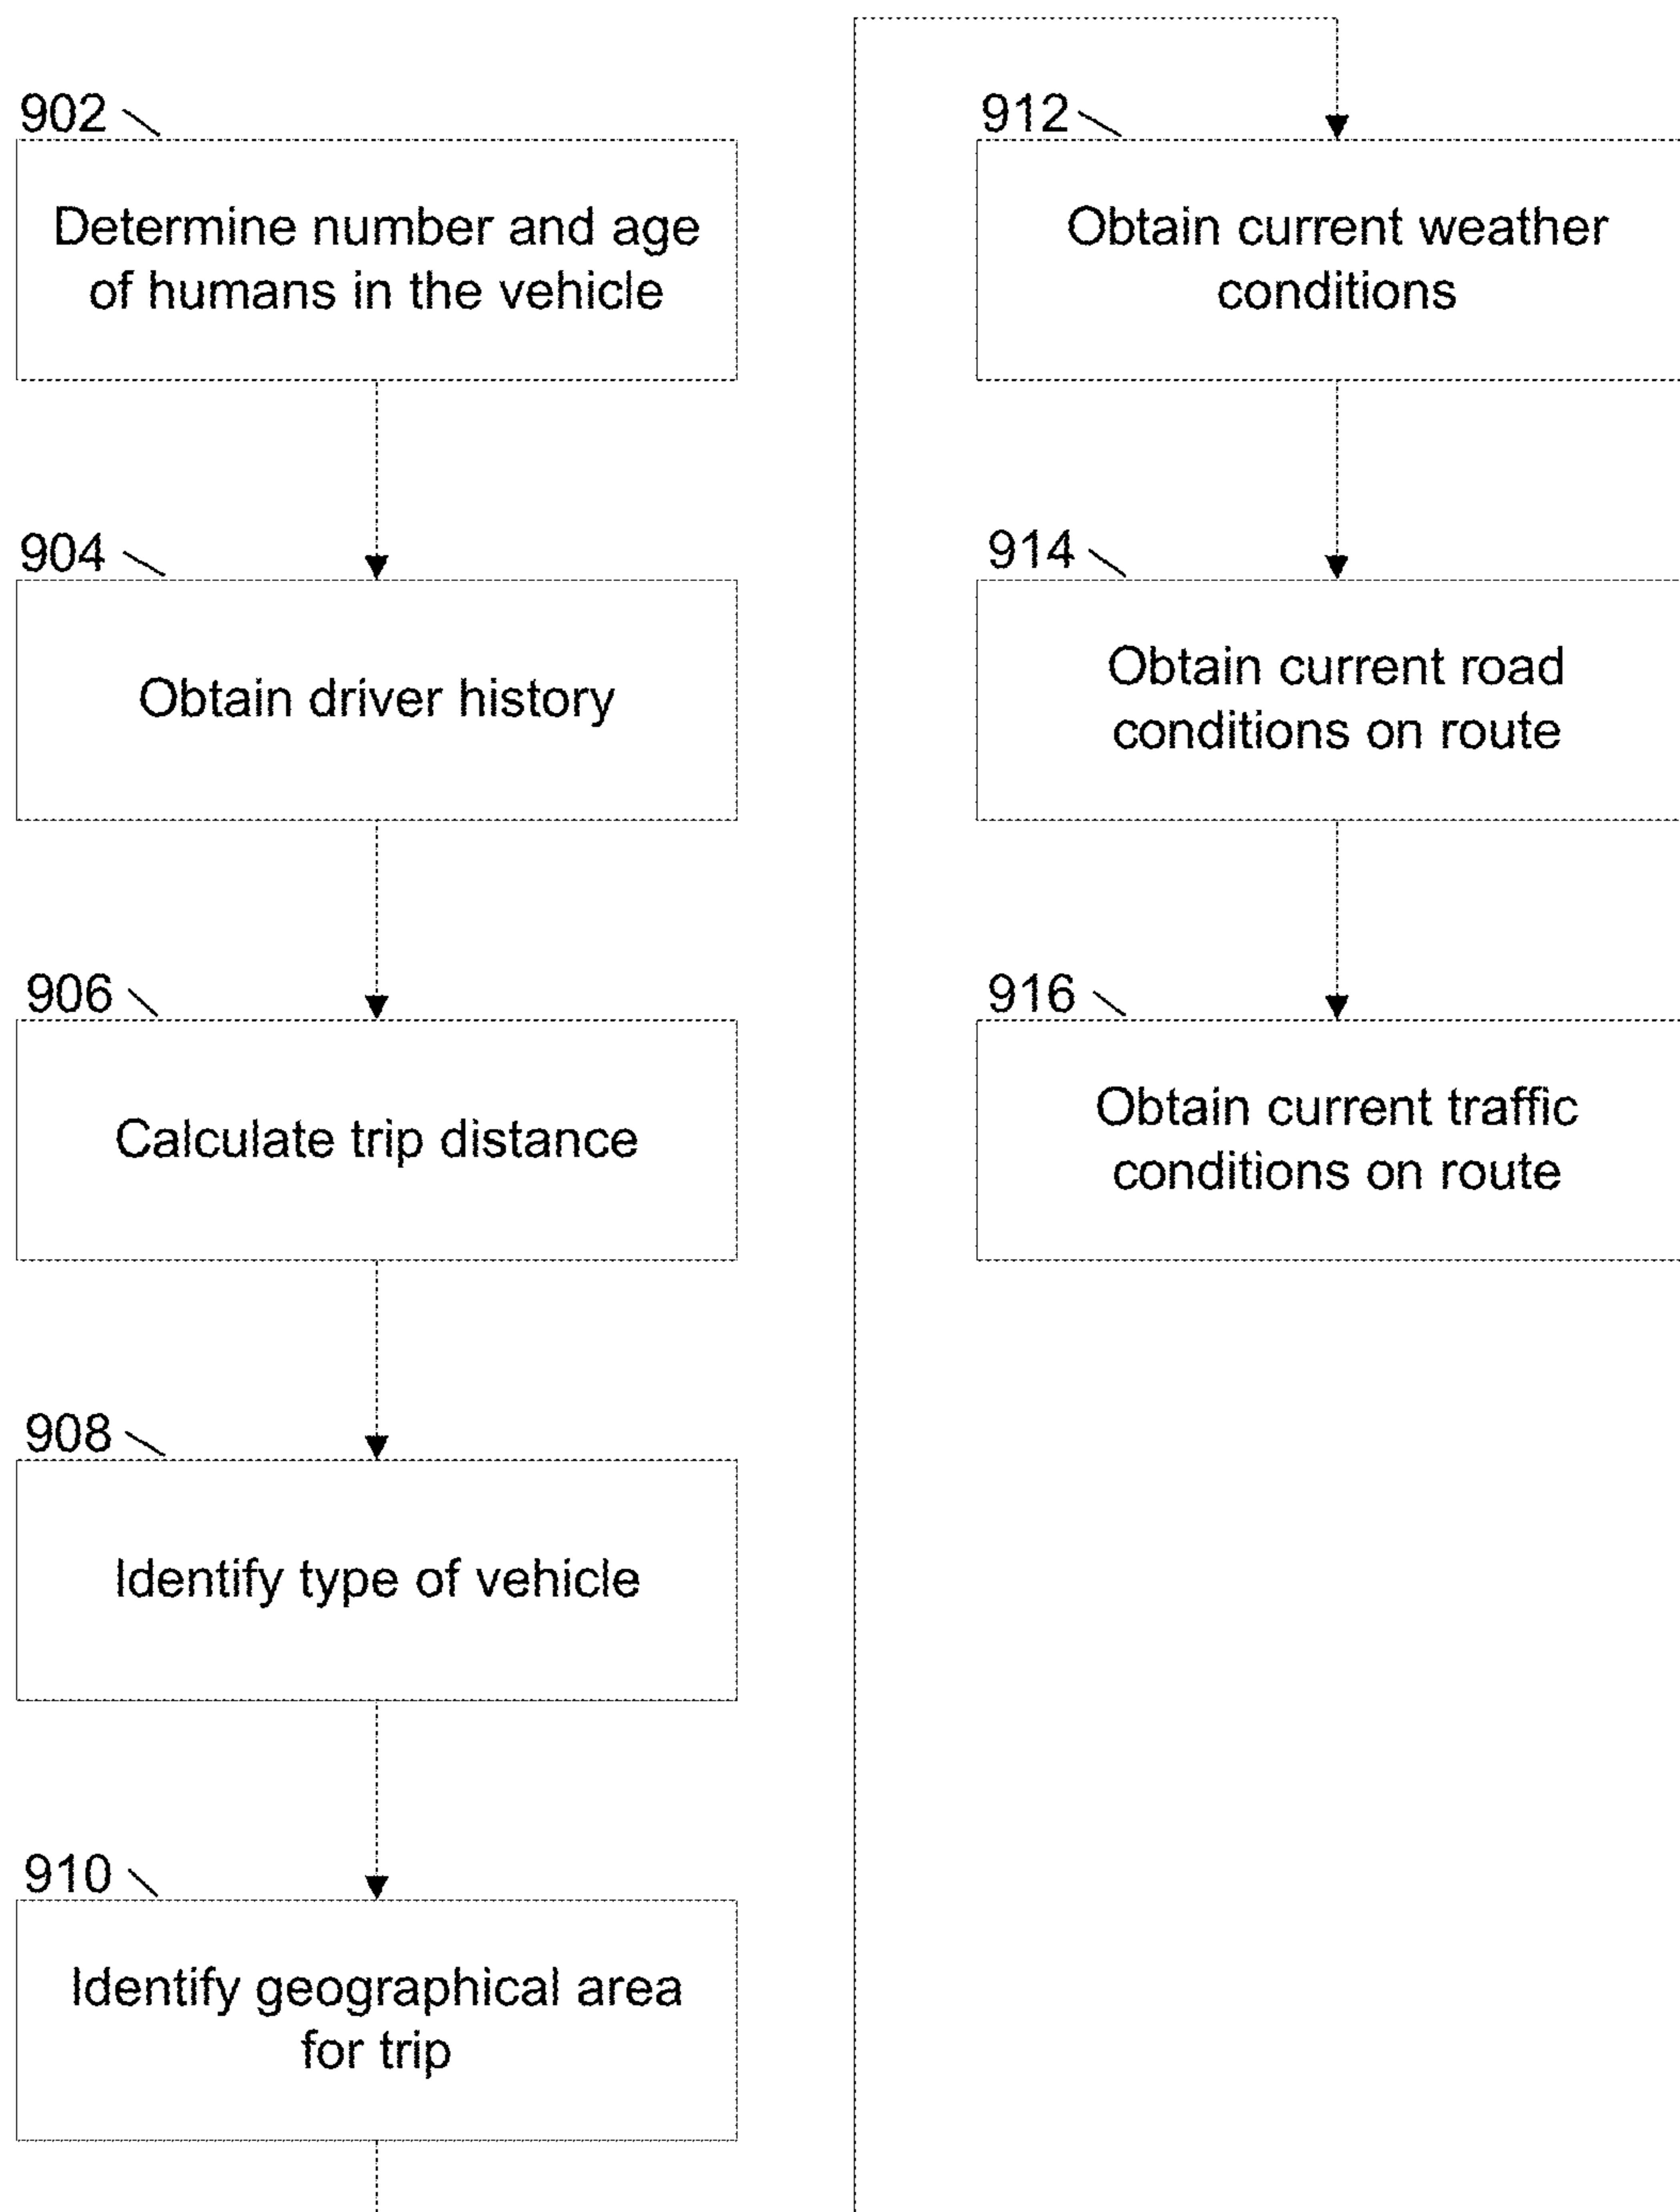 902
Determine number and age
of humans in the vehicle
904
Obtain driver history
906
Calculate trip distance
908
Identify type of vehicle
910
Identify geographical area
for trip
912
Obtain current weather
conditions
914
Obtain current road
conditions on route
916
Obtain current traffic
conditions on route